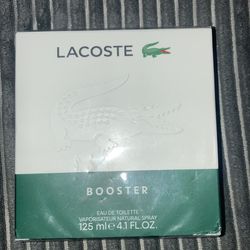 LACOSTE
BOOSTER
EAU DE TOILETTE
VAPORISATEUR NATURAL SPRAY
125 ml e 4.1 FL.OZ.